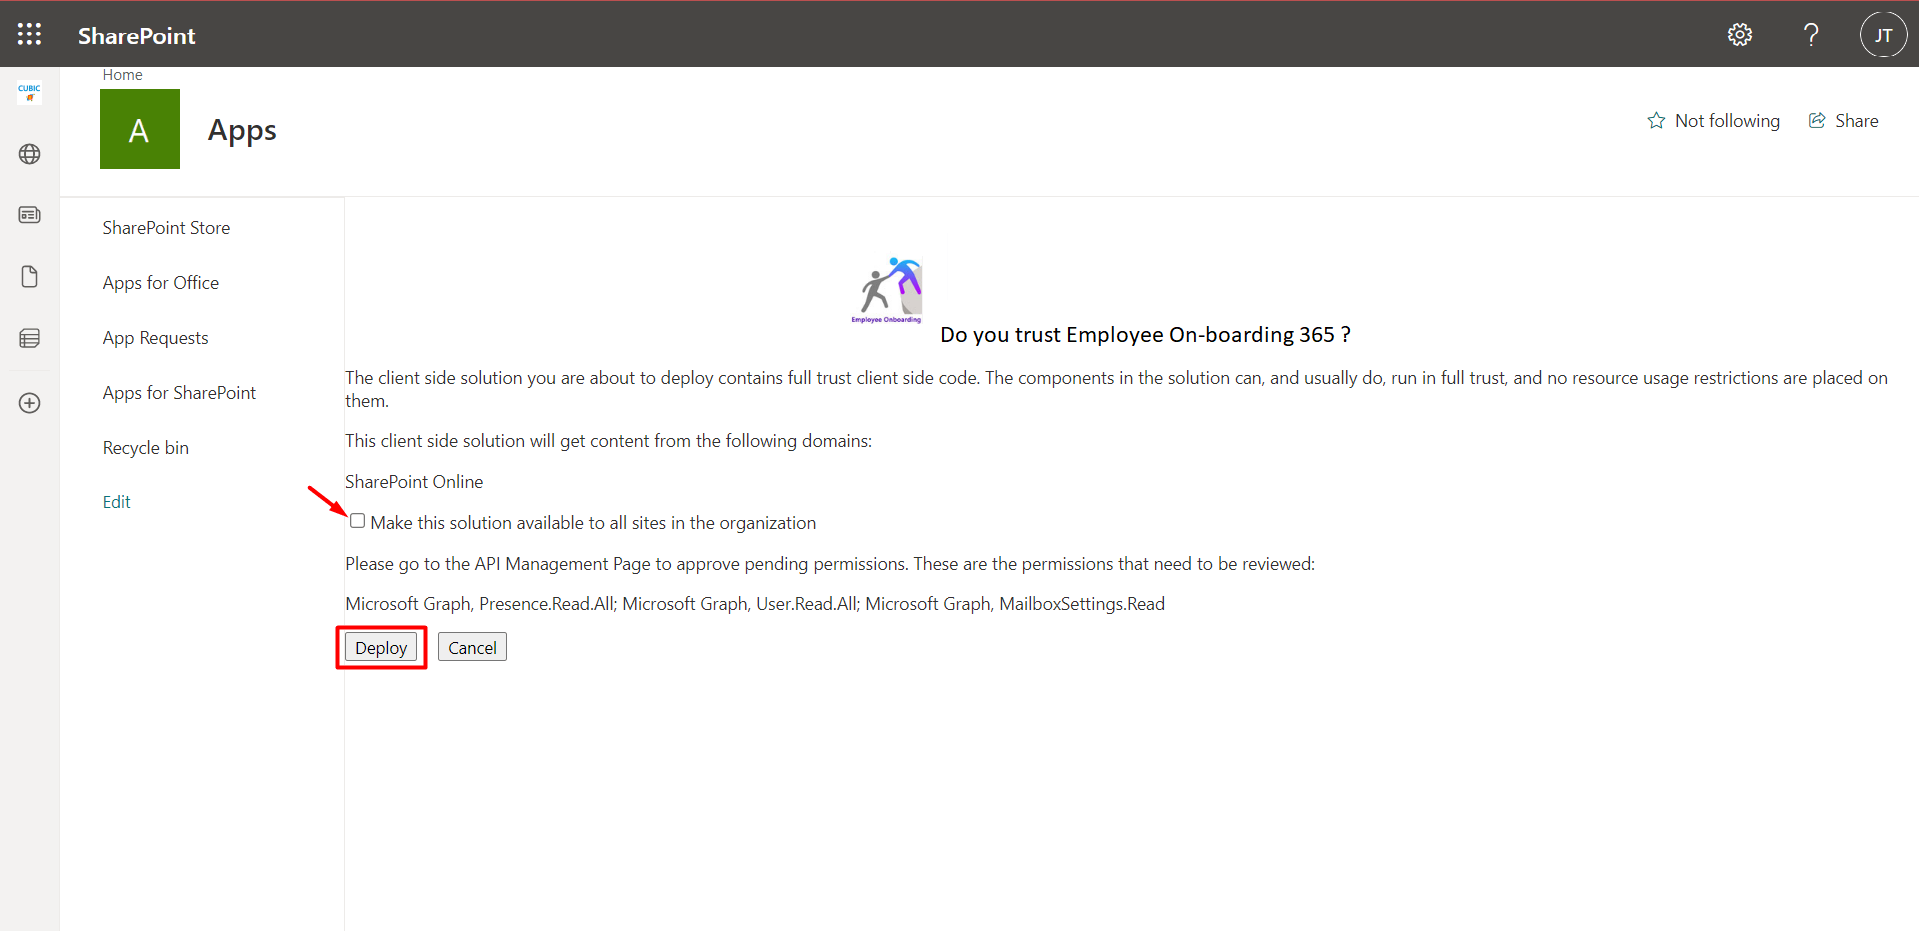 SharePoint
JT
CUBIC
Home
A
Apps
Not following
Share
SharePoint Store
Apps for Office
App Requests
Apps for SharePoint
Recycle bin
Edit
Employee Onboarding
Do you trust Employee On-boarding 365 ?
The client side solution you are about to deploy contains full trust client side code. The components in the solution can, and usually do, run in full trust, and no resource usage restrictions are placed on
them.
This client side solution will get content from the following domains:
SharePoint Online
Make this solution available to all sites in the organization
Please go to the API Management Page to approve pending permissions. These are the permissions that need to be reviewed:
Microsoft Graph, Presence.Read.All; Microsoft Graph, User.Read.All; Microsoft Graph, MailboxSettings.Read
Deploy
Cancel